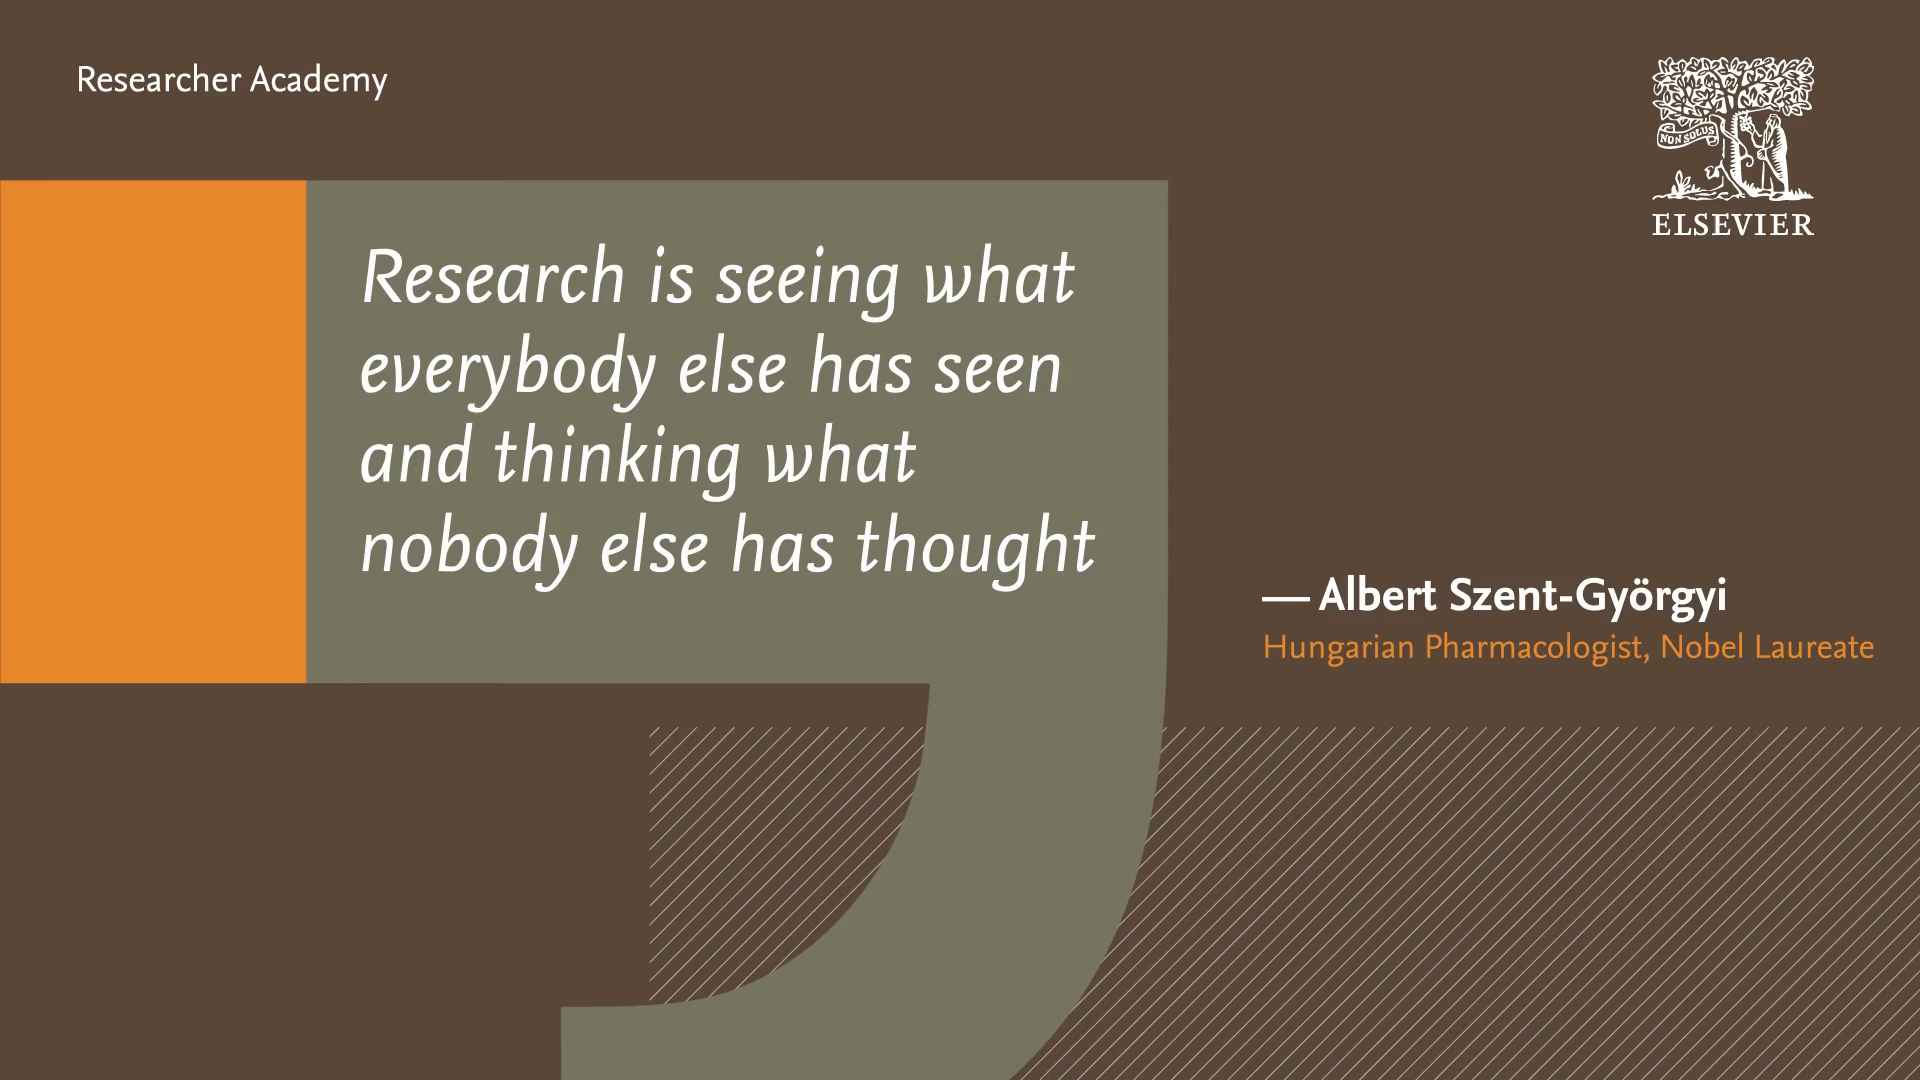 Researcher Academy
NON SOLUS
ELSEVIER
Research is seeing what
everybody else has seen
and thinking what
nobody else has thought
— Albert Szent-Györgyi
Hungarian Pharmacologist, Nobel Laureate